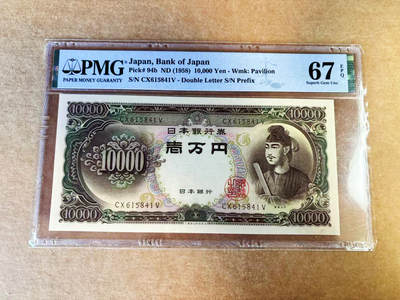 PMG
PAPER MONEY GUARANTY
Japan, Bank of Japan
Pick# 94b ND (1958) 10,000 Yen - Wmk: Pavilion
S/N CX615841V - Double Letter S/N Prefix
67 EPQ
Superb Gem Unc
10000
10000
CX615841V
日本銀行券
10000
壱万円
日本銀行
CX615841V
10000
10000